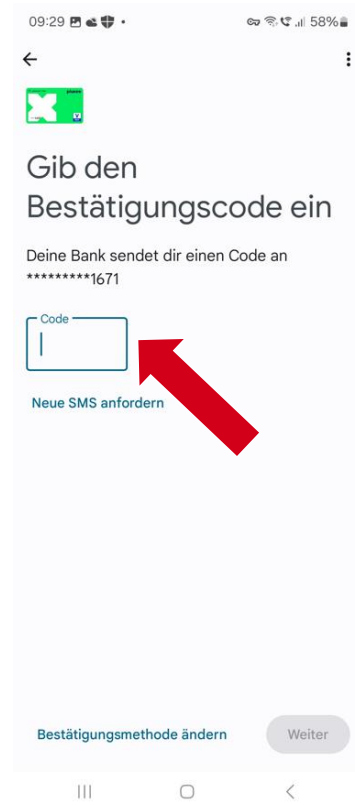 09:29
58%
Gib den
Bestätigungscode ein
Deine Bank sendet dir einen Code an
*********1671
Code
Neue SMS anfordern
Bestätigungsmethode ändern
Weiter